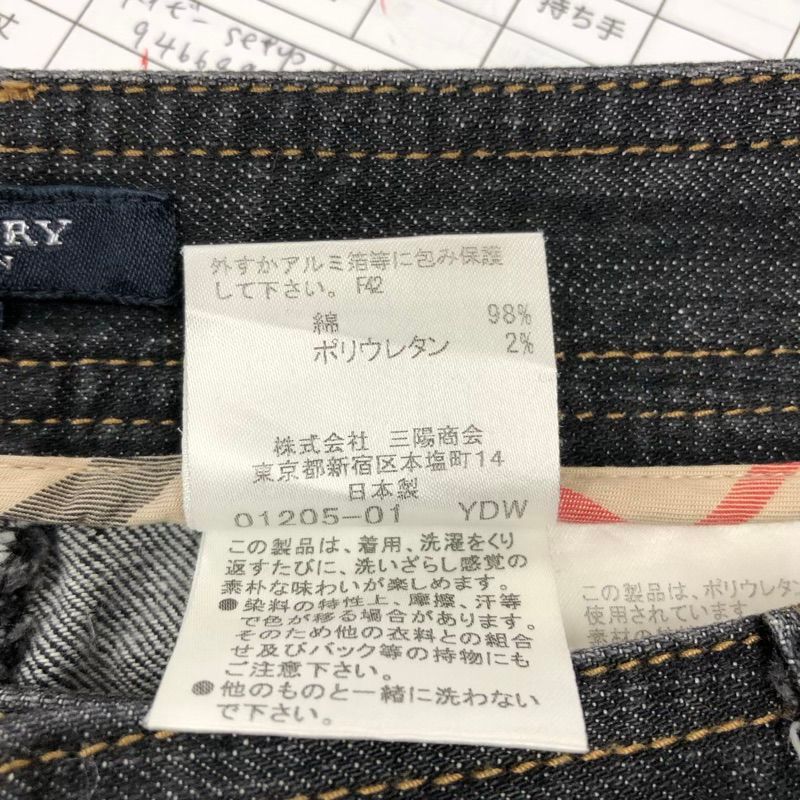 持ち手
丈
setup
RY
N
外すかアルミ箔等に包み保護
して下さい。F42
綿 98%
ポリウレタン 2%
株式会社 三陽商会
東京都新宿区本塩町14
日本製
01205-01 YDW
この製品は、着用、洗濯をくり
返すたびに、洗いざらし感覚の
素朴な味わいが楽しめます。
●染料の特性上、摩擦、汗等
で色が移る場合があります。
そのため他の衣料との組合
せ及びバック等の持物にも
ご注意下さい。
●他のものと一緒に洗わない
で下さい。
この製品は、ポリウレタン
使用されています
素材の